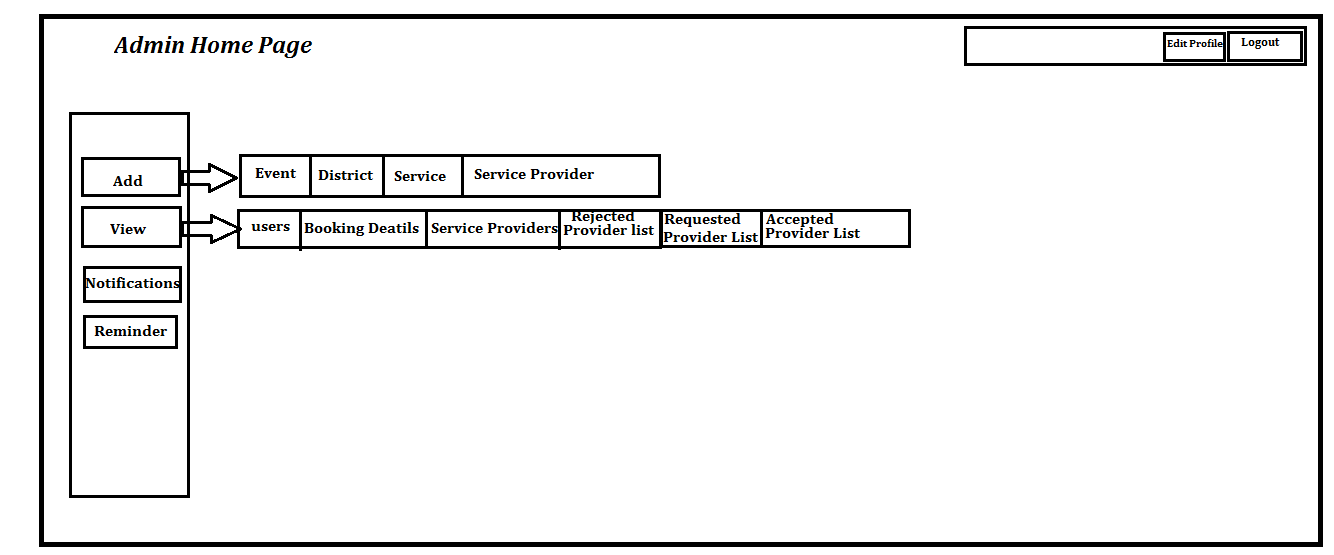 Admin Home Page
Edit Profile
Logout
Add
Event
District
Service
Service Provider
View
users
Booking Deatils
Service Providers
Rejected
Provider list
Requested
Provider List
Accepted
Provider List
Notifications
Reminder